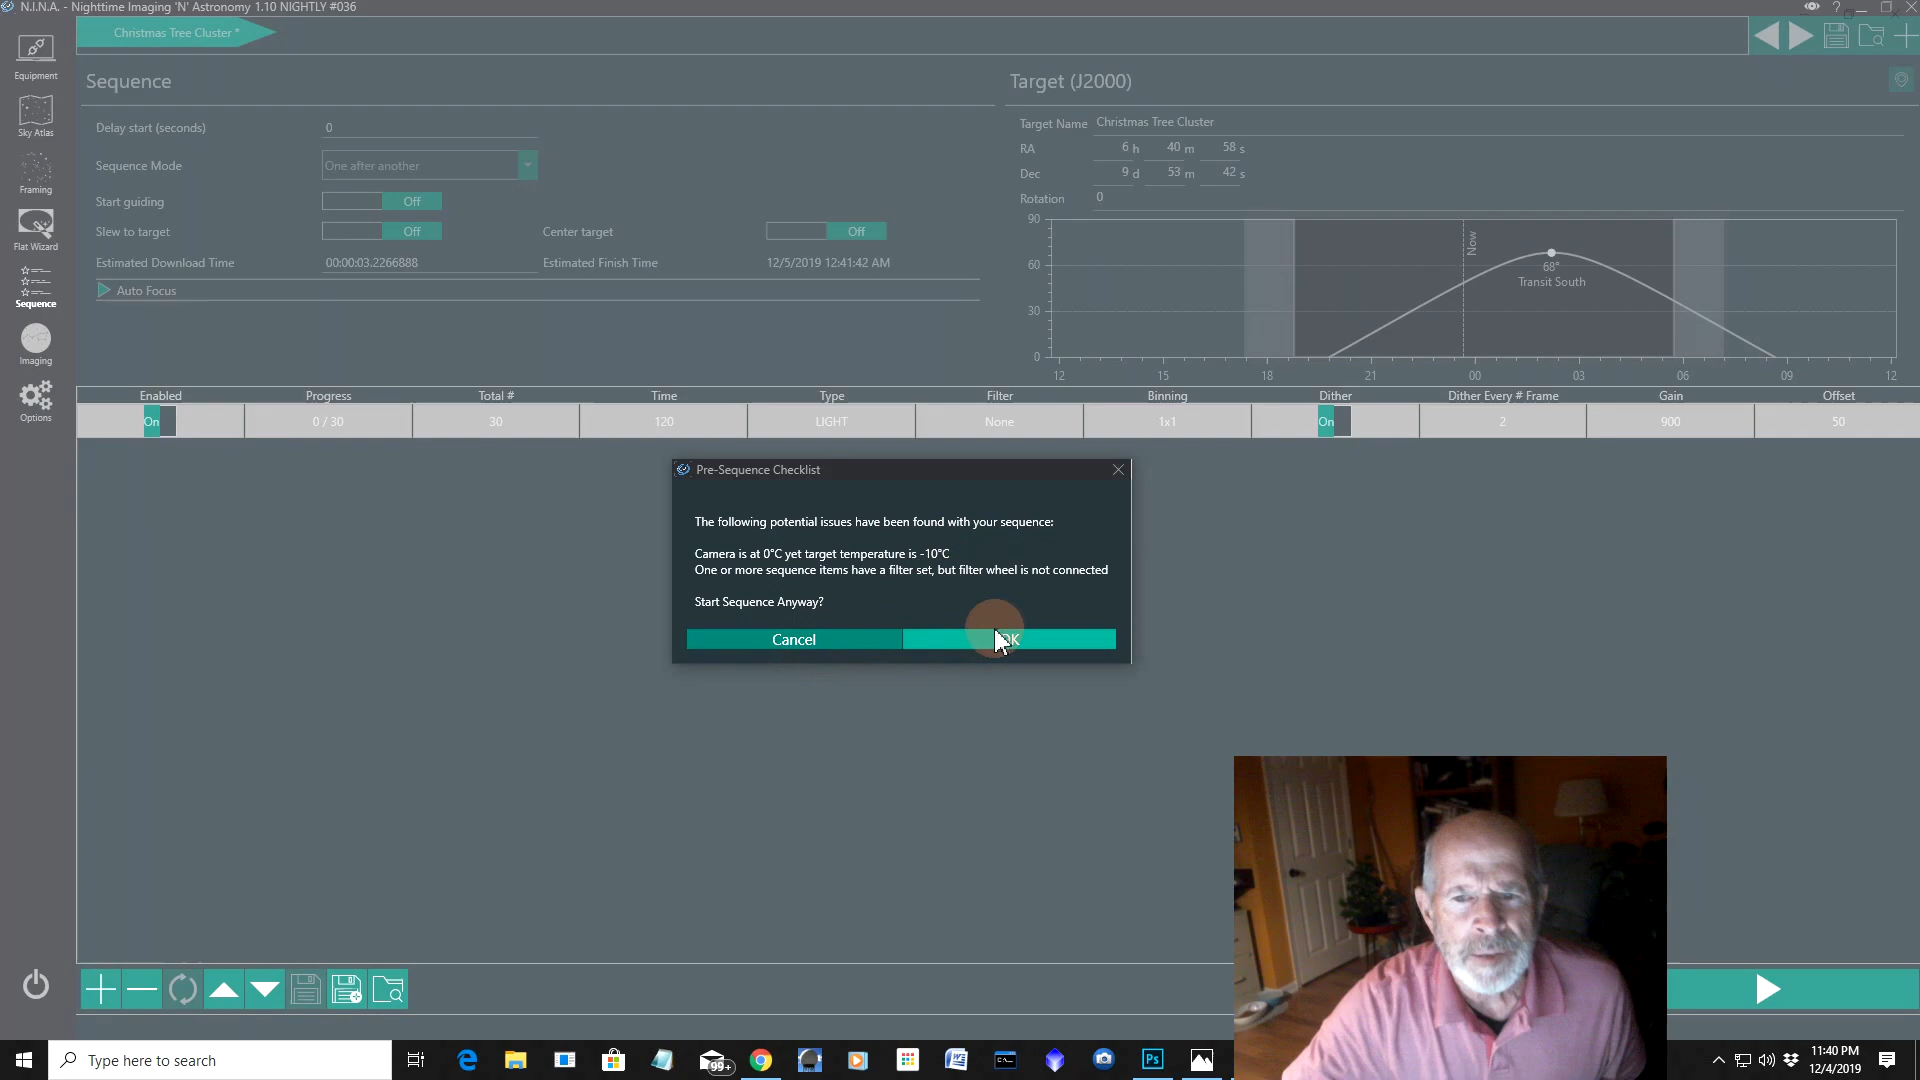 N.I.N.A. - Nighttime Imaging 'N' Astronomy 1.10 NIGHTLY #036
?
Christmas Tree Cluster *
Equipment
Sky Atlas
Framing
Flat Wizard
Sequence
Imaging
Options
Sequence
Delay start (seconds) 0
Sequence Mode One after another
Start guiding Off
Slew to target Off Center target Off
Estimated Download Time 00:00:03.2266888 Estimated Finish Time 12/5/2019 12:41:42 AM
Auto Focus
Target (J2000)
Target Name Christmas Tree Cluster
RA 6 h 40 m 58 s
Dec 9 d 53 m 42 s
Rotation 0
90
60
30
0
Now
68°
Transit South
12 15 18 21 00 03 06 09 12
Enabled Progress Total # Time Type Filter Binning Dither Dither Every # Frame Gain Offset
On 0 / 30 30 120 LIGHT None 1x1 On 2 900 50
Pre-Sequence Checklist
The following potential issues have been found with your sequence:
Camera is at 0°C yet target temperature is -10°C
One or more sequence items have a filter set, but filter wheel is not connected
Start Sequence Anyway?
Cancel OK
Type here to search
99+
Ps
11:40 PM
12/4/2019